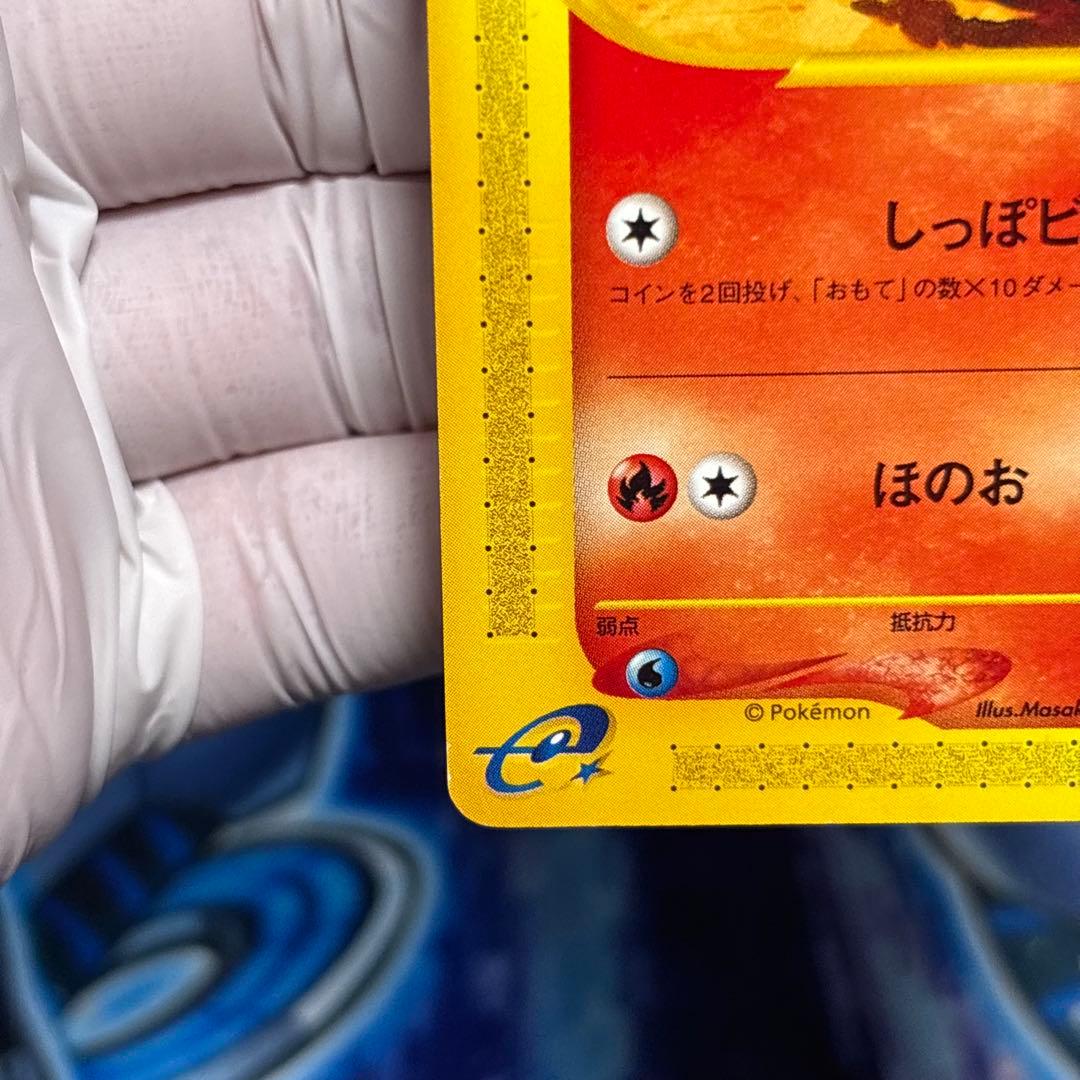 しっぽビ
コインを2回投げ、「おもて」の数×10ダメー
ほのお
弱点 抵抗力
© Pokémon Illus.Masak
e